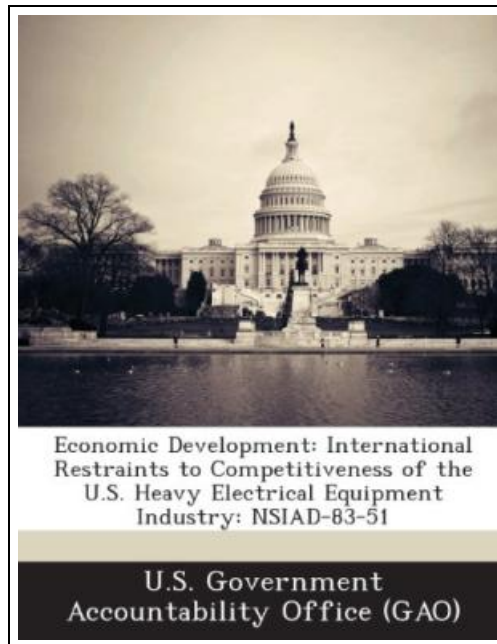 Economic Development: International
Restraints to Competitiveness of the
U.S. Heavy Electrical Equipment
Industry: NSIAD-83-51
U.S. Government
Accountability Office (GAO)